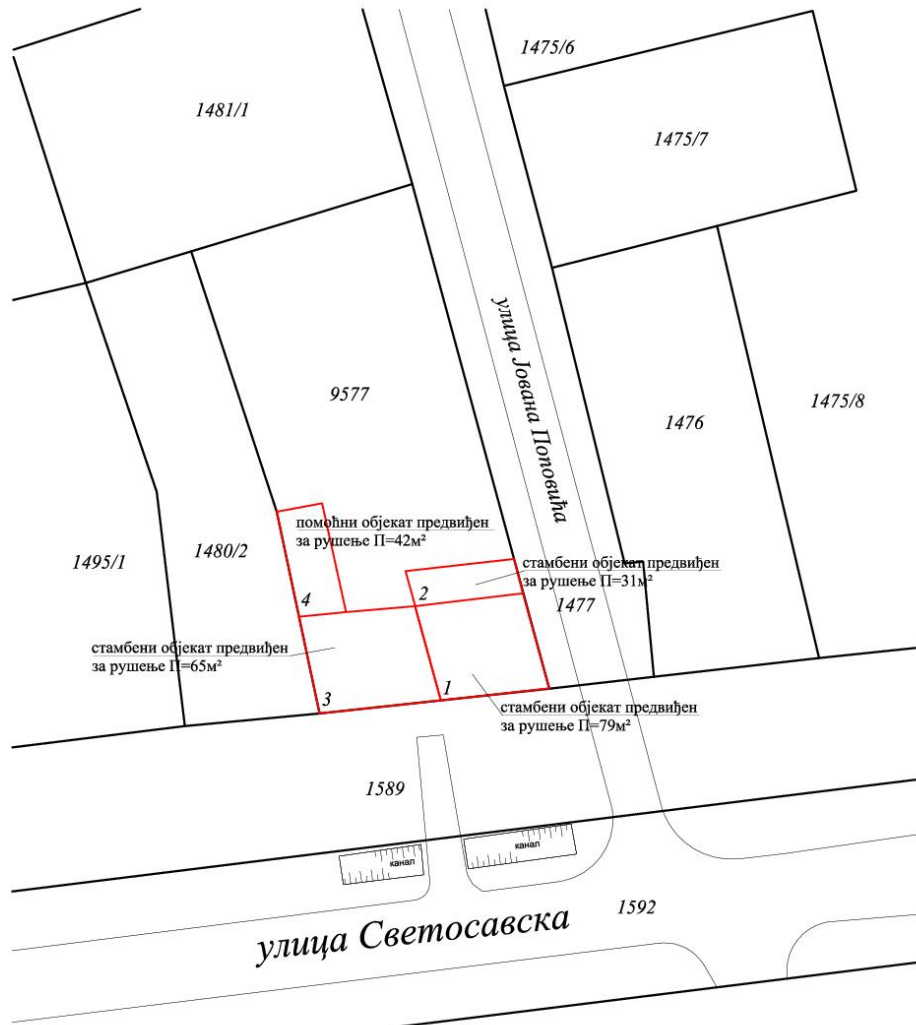 1475/6
1481/1
1475/7
улица Јована Поповића
9577
1475/8
1476
помоћни објекат предвиђен
за рушење П=42м²
1495/1
1480/2
стамбени објекат предвиђен
за рушење П=31м²
4
2
1477
стамбени објекат предвиђен
за рушење П=65м²
3
1
стамбени објекат предвиђен
за рушење П=79м²
1589
канал
канал
1592
улица Светосавска